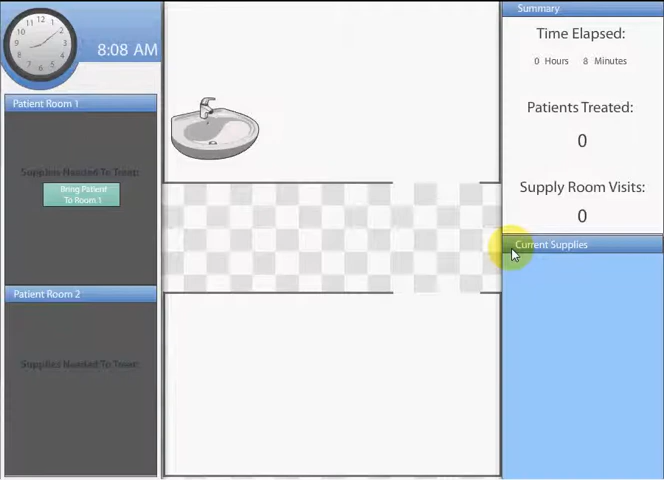 8:08 AM
Patient Room 1
Supplies Needed To Treat:
Bring Patient
To Room 1
Patient Room 2
Supplies Needed To Treat:
Summary
Time Elapsed:
0 Hours 8 Minutes
Patients Treated:
0
Supply Room Visits:
0
Current Supplies